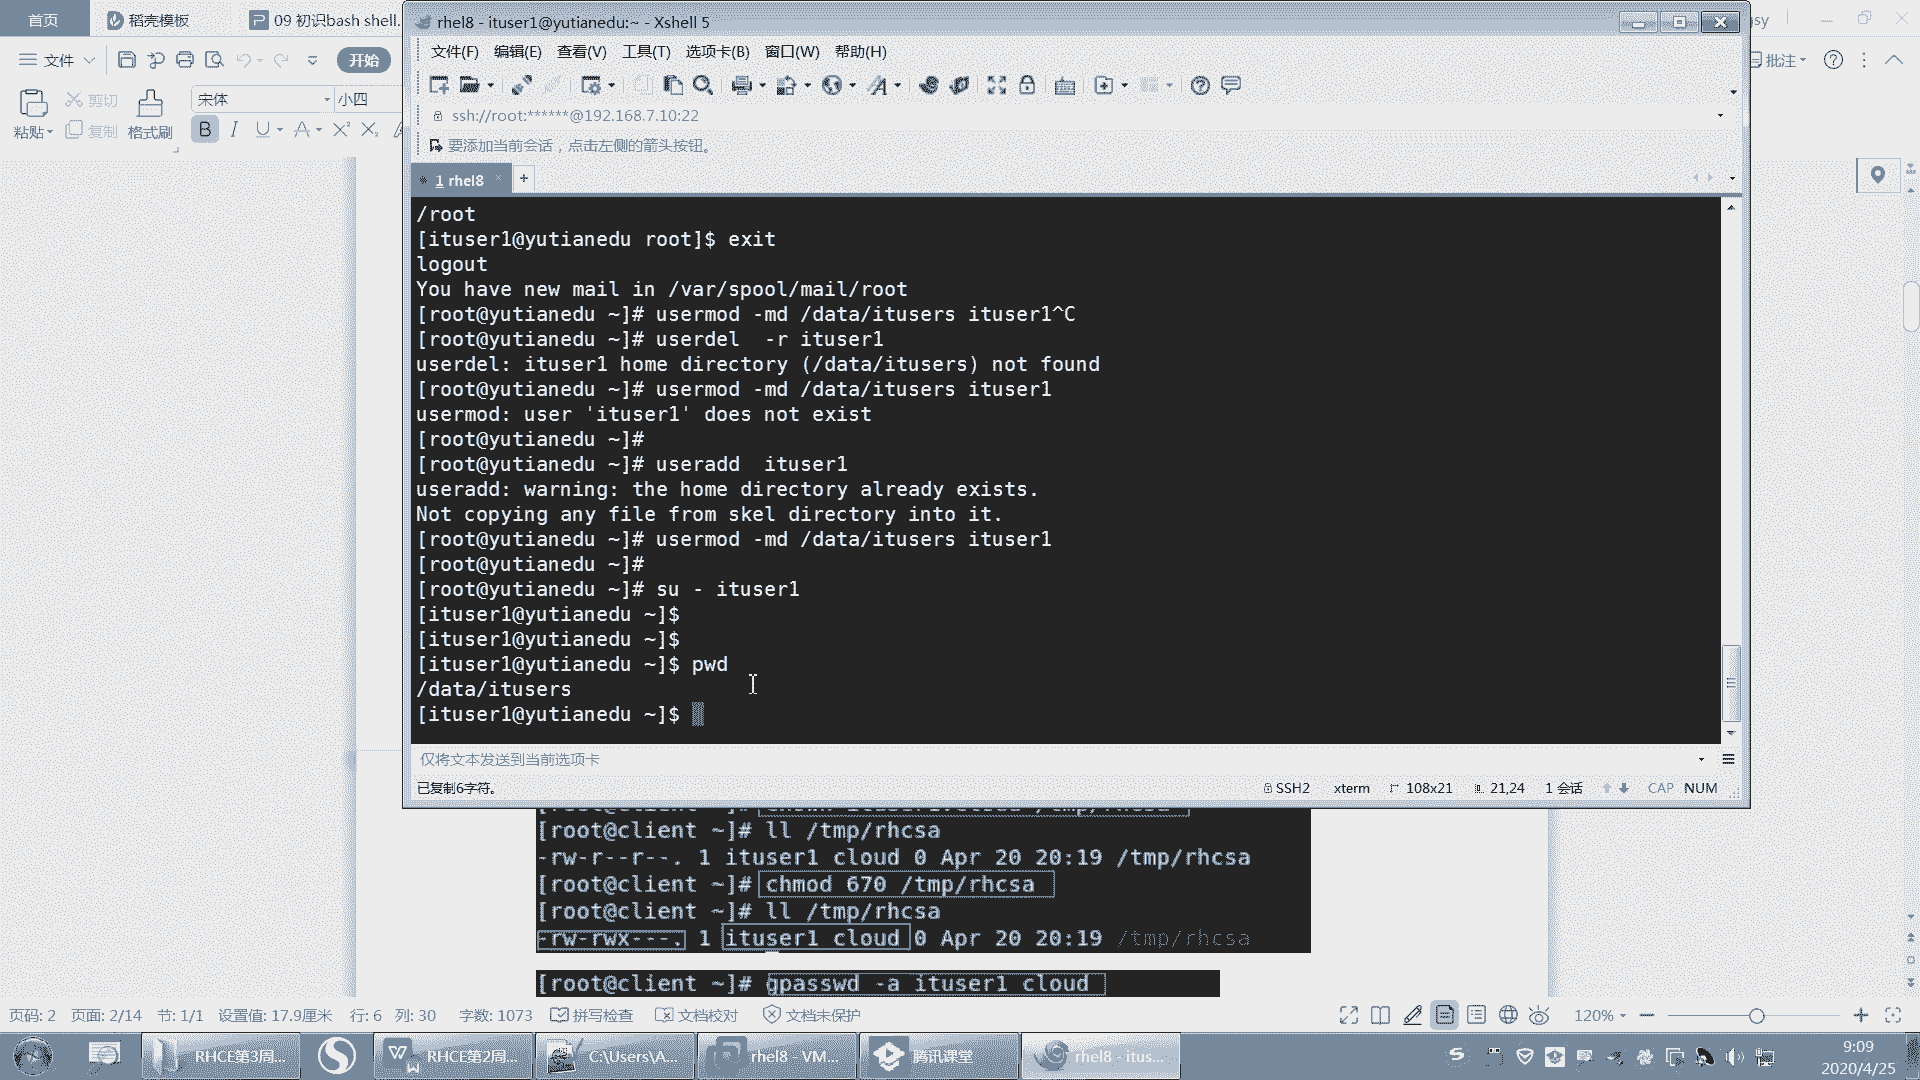 首页
稻壳模板
09 初识bash shell.
rhel8 - ituser1@yutianedu:~ - Xshell 5
文件
开始
批注
剪切
粘贴
复制
格式刷
宋体
小四
文件(F) 编辑(E) 查看(V) 工具(T) 选项卡(B) 窗口(W) 帮助(H)
ssh://root:******@192.168.7.10:22
要添加当前会话，点击左侧的箭头按钮。
1 rhel8
/root
[ituser1@yutianedu root]$ exit
logout
You have new mail in /var/spool/mail/root
[root@yutianedu ~]# usermod -md /data/itusers ituser1^C
[root@yutianedu ~]# userdel  -r ituser1
userdel: ituser1 home directory (/data/itusers) not found
[root@yutianedu ~]# usermod -md /data/itusers ituser1
usermod: user 'ituser1' does not exist
[root@yutianedu ~]#
[root@yutianedu ~]# useradd  ituser1
useradd: warning: the home directory already exists.
Not copying any file from skel directory into it.
[root@yutianedu ~]# usermod -md /data/itusers ituser1
[root@yutianedu ~]#
[root@yutianedu ~]# su - ituser1
[ituser1@yutianedu ~]$
[ituser1@yutianedu ~]$
[ituser1@yutianedu ~]$ pwd
/data/itusers
[ituser1@yutianedu ~]$
仅将文本发送到当前选项卡
已复制6字符。
SSH2 xterm 108x21 21,24 1 会话 CAP NUM
[root@client ~]# ll /tmp/rhcsa
-rw-r--r--. 1 ituser1 cloud 0 Apr 20 20:19 /tmp/rhcsa
[root@client ~]# chmod 670 /tmp/rhcsa
[root@client ~]# ll /tmp/rhcsa
-rw-rwx---. 1 ituser1 cloud 0 Apr 20 20:19 /tmp/rhcsa
[root@client ~]# gpasswd -a ituser1 cloud
页码: 2 页面: 2/14 节: 1/1 设置值: 17.9厘米 行: 6 列: 30 字数: 1073 拼写检查 文档校对 文档未保护 120%
RHCE第3周... RHCE第2周... C:\Users\A... rhel8 - VM... 腾讯课堂 rhel8 - itus...
9:09
2020/4/25